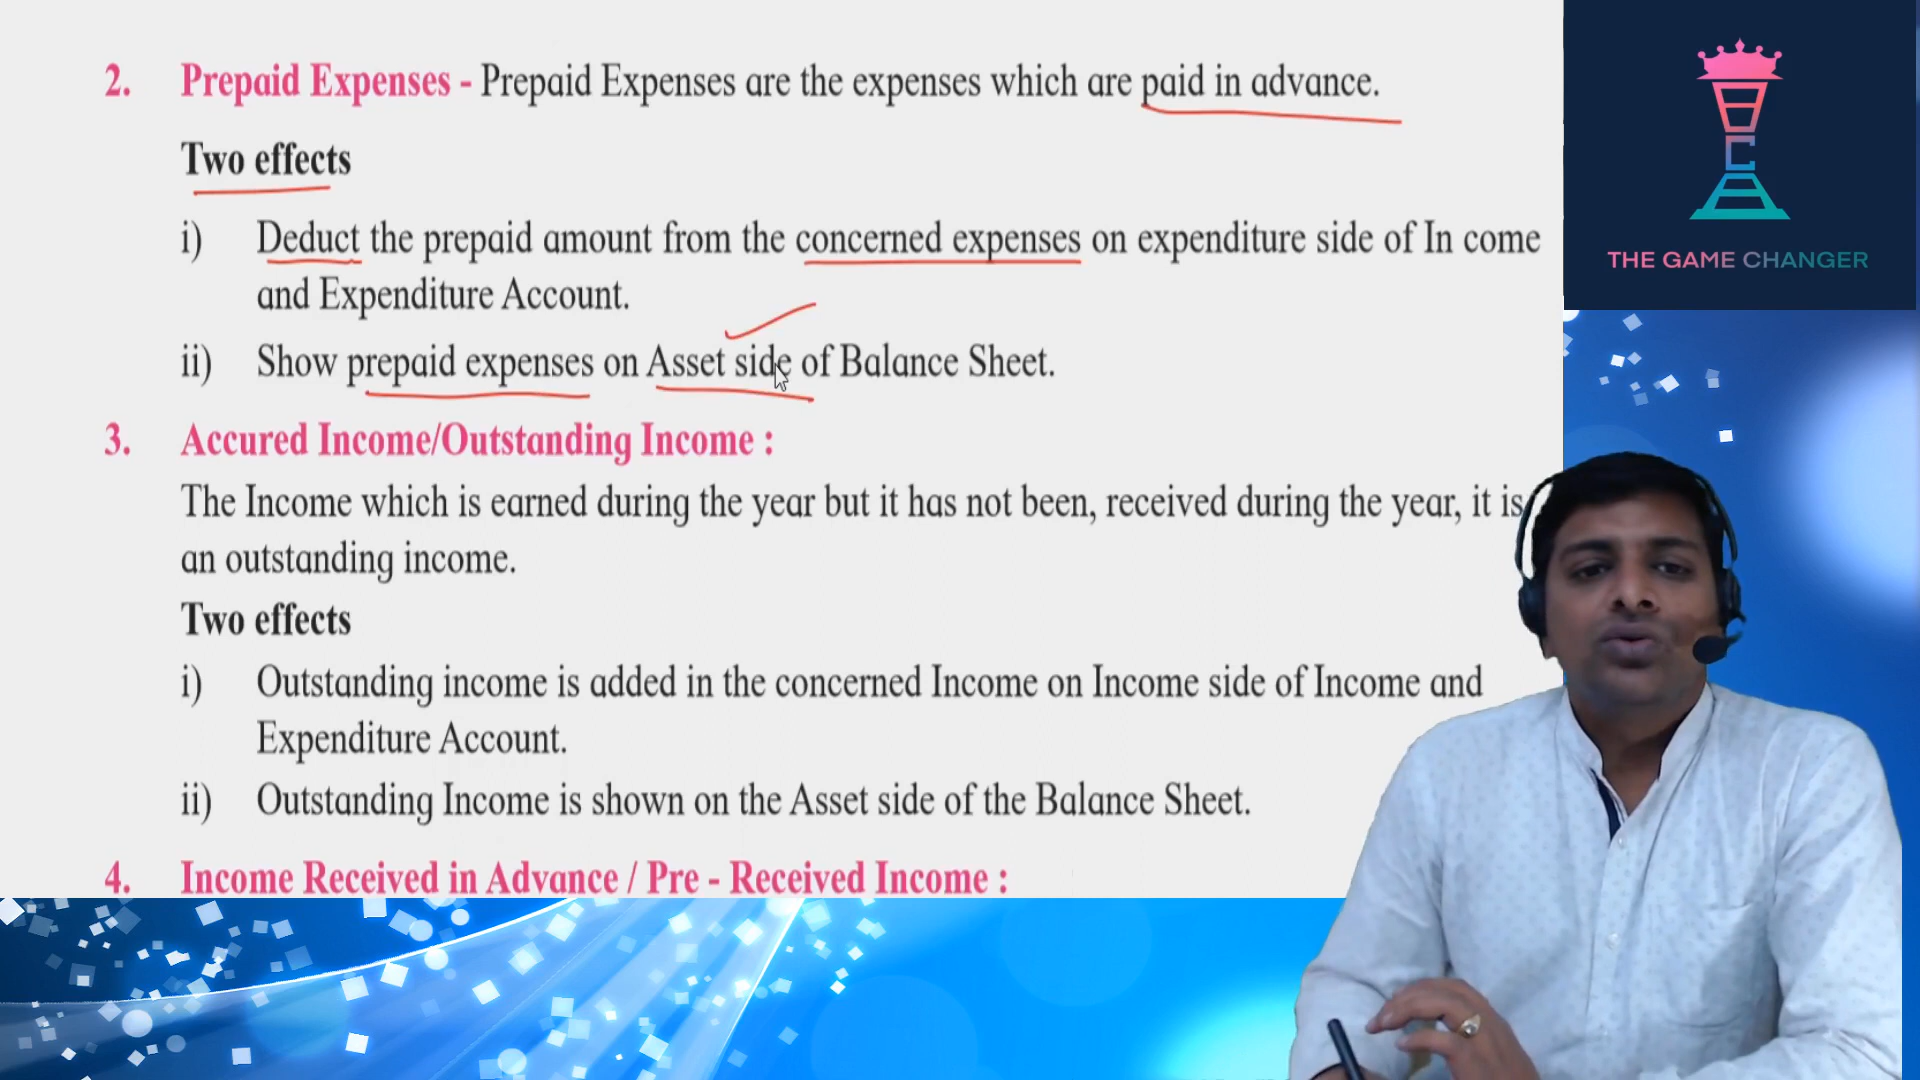 2. Prepaid Expenses - Prepaid Expenses are the expenses which are paid in advance.
Two effects
i) Deduct the prepaid amount from the concerned expenses on expenditure side of In come
and Expenditure Account.
ii) Show prepaid expenses on Asset side of Balance Sheet.
3. Accured Income/Outstanding Income :
The Income which is earned during the year but it has not been, received during the year, it is
an outstanding income.
Two effects
i) Outstanding income is added in the concerned Income on Income side of Income and
Expenditure Account.
ii) Outstanding Income is shown on the Asset side of the Balance Sheet.
4. Income Received in Advance / Pre - Received Income :
THE GAME CHANGER